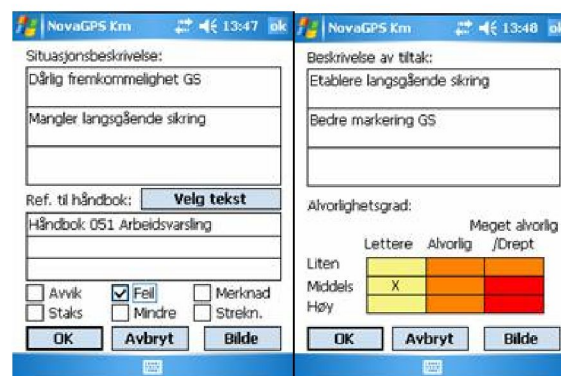 NovaGPS Km 13:47 ok
Situasjonsbeskrivelse:
Dårlig fremkommelighet GS
Mangler langsgående sikring
Ref. til håndbok: Velg tekst
Håndbok 051 Arbeidsvarsling
Avvik Feil Merknad
Staks Mindre Strekn.
OK Avbryt Bilde
NovaGPS Km 13:48 ok
Beskrivelse av tiltak:
Etablere langsgående sikring
Bedre markering GS
Alvorlighetsgrad:
Meget alvorlig
Lettere Alvorlig /Drept
Liten
Middels X
Høy
OK Avbryt Bilde